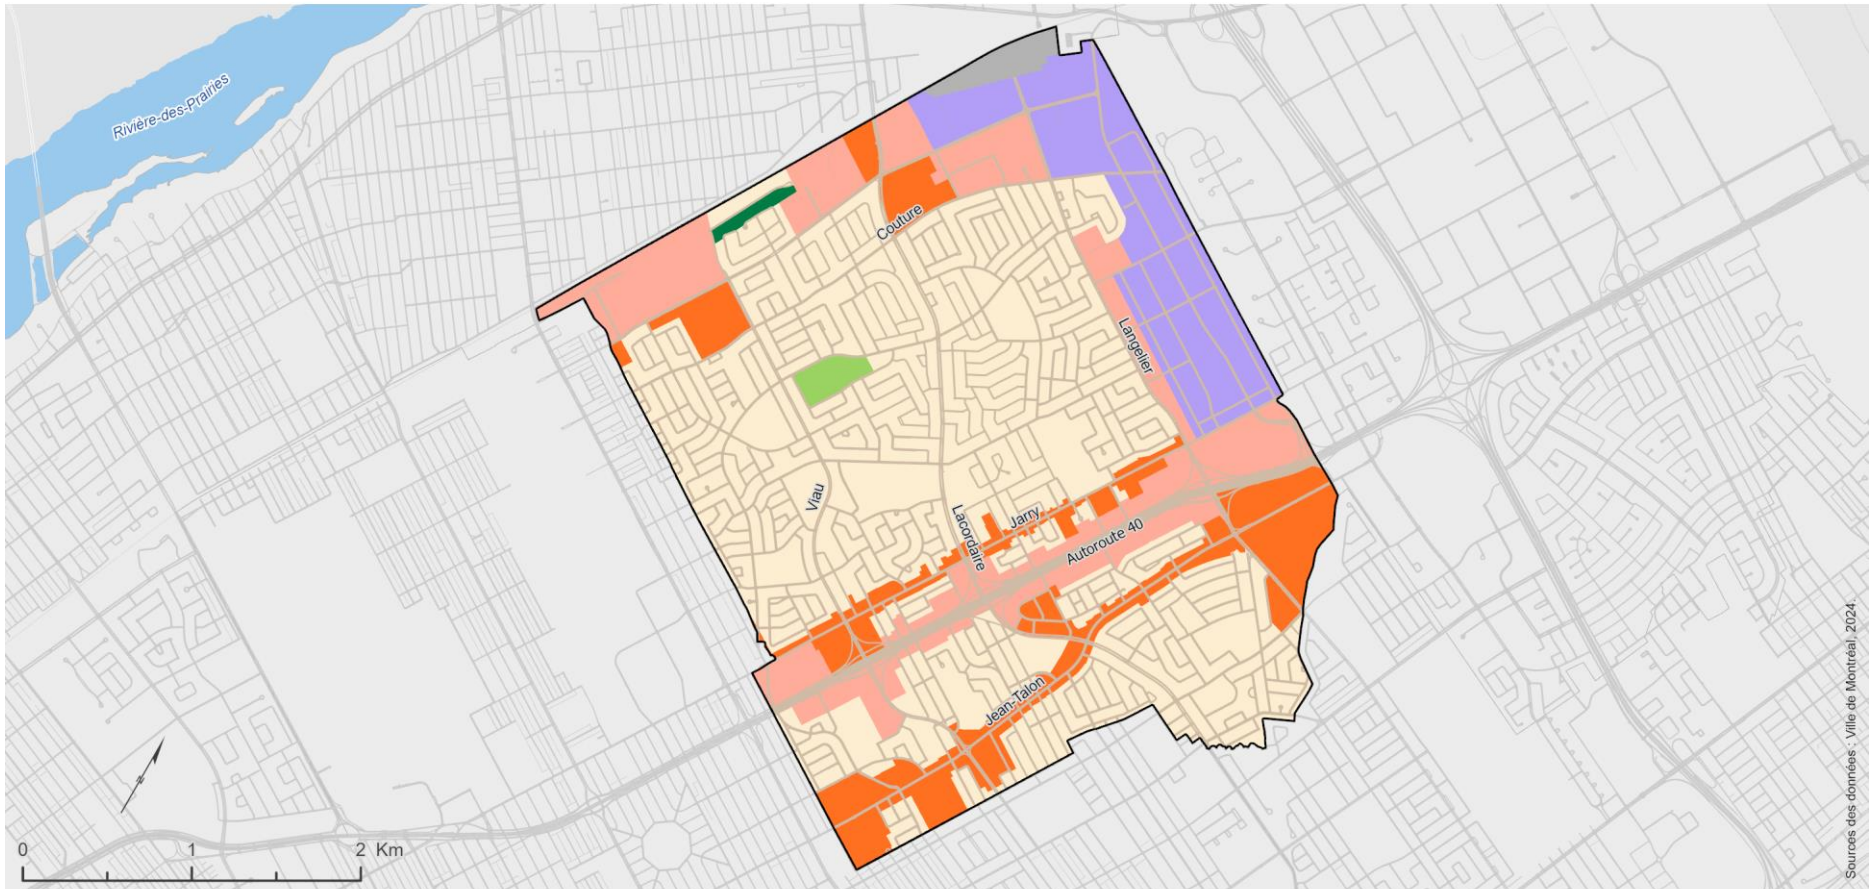 Rivière-des-Prairies
Couture
Langelier
Viau
Lacordaire
Jarry
Autoroute 40
Jean-Talon
N
0 1 2 Km
Sources des données : Ville de Montréal, 2024.